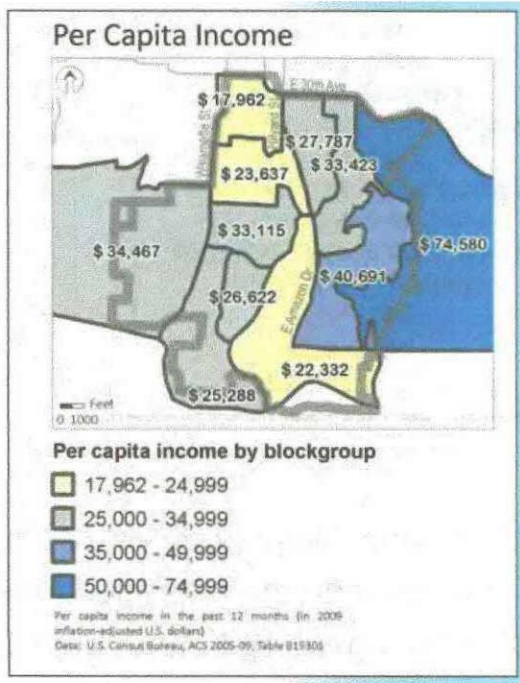 Per Capita Income
E 30th Ave
Willamette St
$ 17,962
$ 27,787
$ 33,423
$ 23,637
$ 33,115
$ 34,467
$ 74,580
$ 40,691
E Amazon Dr
$ 26,622
$ 22,332
$ 25,288
Feet
0 1000
Per capita income by blockgroup
17,962 - 24,999
25,000 - 34,999
35,000 - 49,999
50,000 - 74,999
Per capita income in the past 12 months (in 2009
inflation-adjusted U.S. dollars)
Data: U.S. Census Bureau, ACS 2005-09, Table B19301